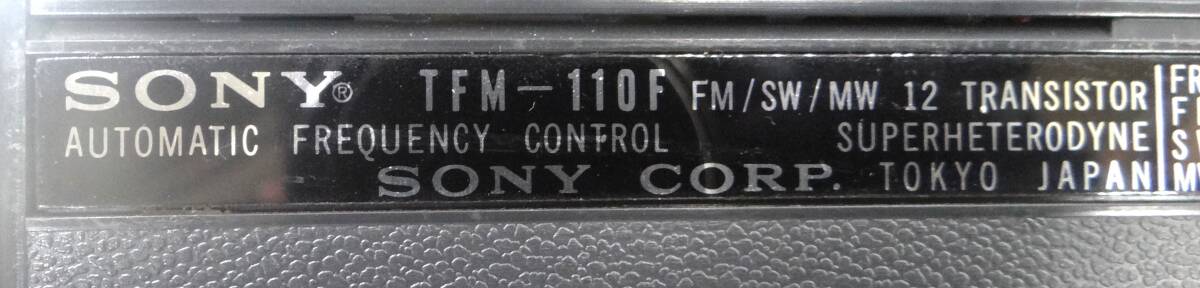 SONY® TFM-110F FM/SW/MW 12 TRANSISTOR
AUTOMATIC FREQUENCY CONTROL SUPERHETERODYNE
SONY CORP. TOKYO JAPAN